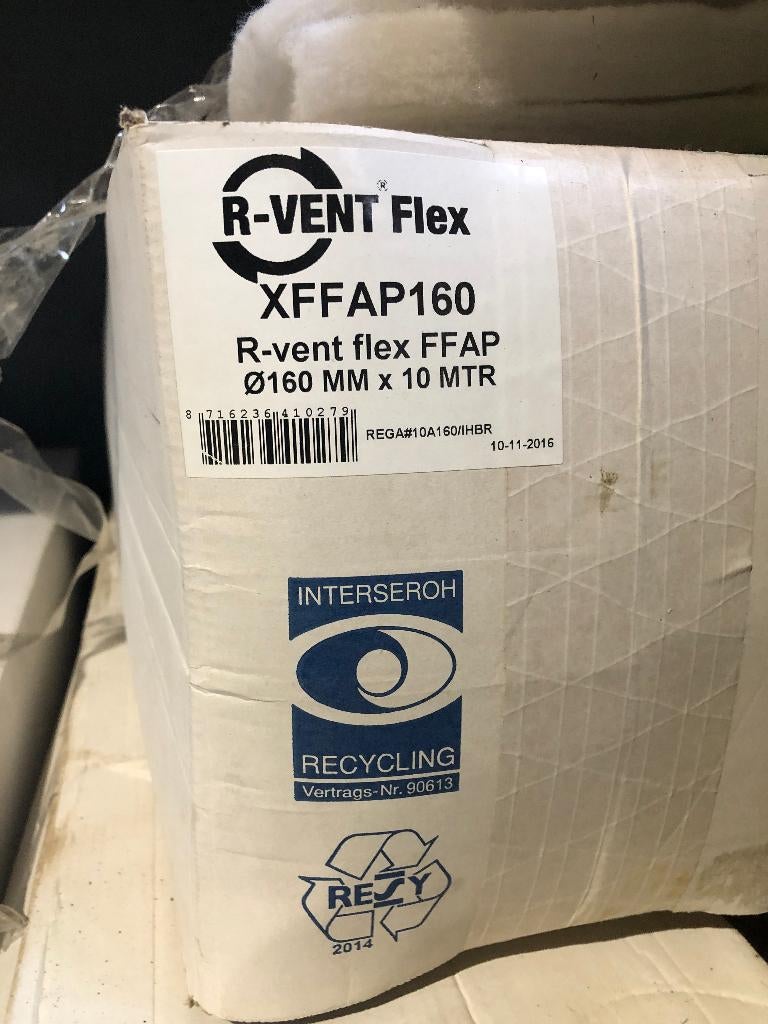 R-VENT® Flex
XFFAP160
R-vent flex FFAP
Ø160 MM x 10 MTR
8 716236 410279
REGA#10A160/IHBR
10-11-2016
INTERSEROH
RECYCLING
Vertrags-Nr. 90613
RESY
2014